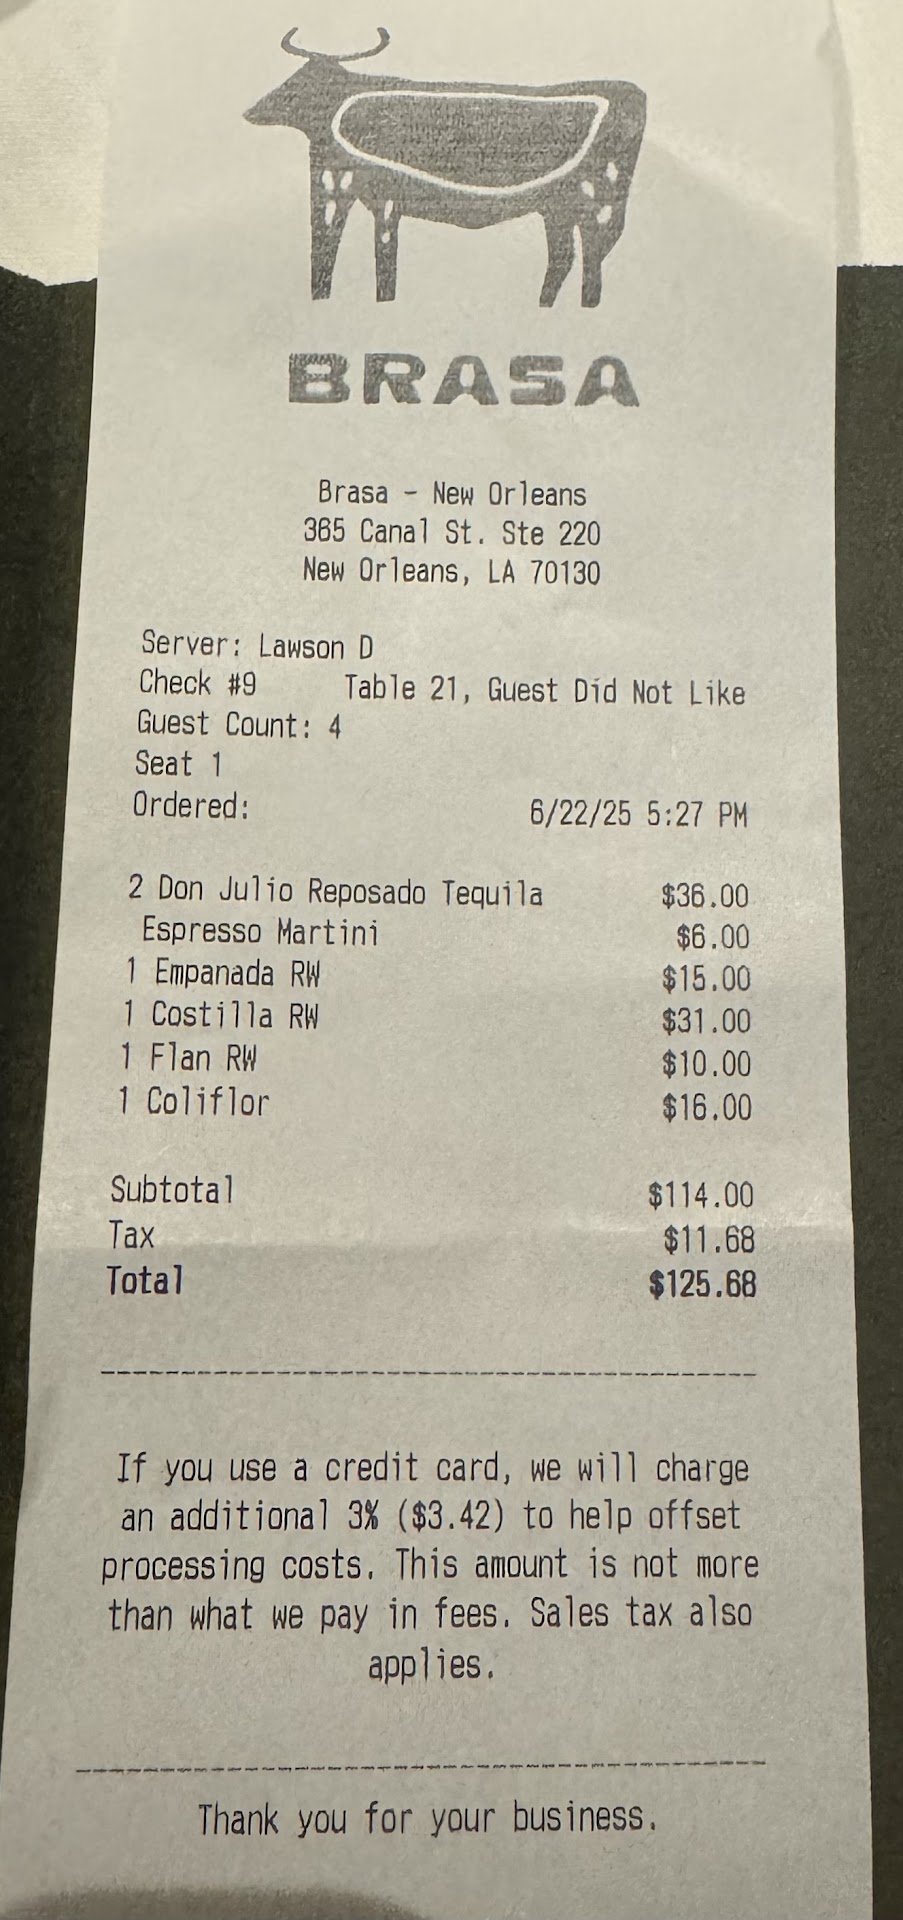 BRASA
Brasa - New Orleans
365 Canal St. Ste 220
New Orleans, LA 70130
Server: Lawson D
Check #9 Table 21, Guest Did Not Like
Guest Count: 4
Seat 1
Ordered: 6/22/25 5:27 PM
2 Don Julio Reposado Tequila $36.00
Espresso Martini $6.00
1 Empanada RW $15.00
1 Costilla RW $31.00
1 Flan RW $10.00
1 Coliflor $16.00
Subtotal $114.00
Tax $11.68
Total $125.68
If you use a credit card, we will charge
an additional 3% ($3.42) to help offset
processing costs. This amount is not more
than what we pay in fees. Sales tax also
applies.
Thank you for your business.